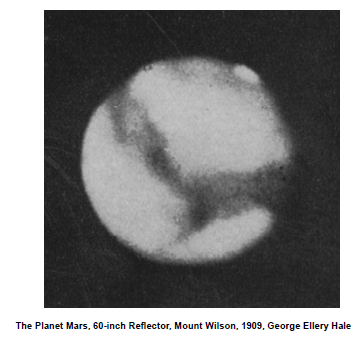 The Planet Mars, 60-inch Reflector, Mount Wilson, 1909, George Ellery Hale